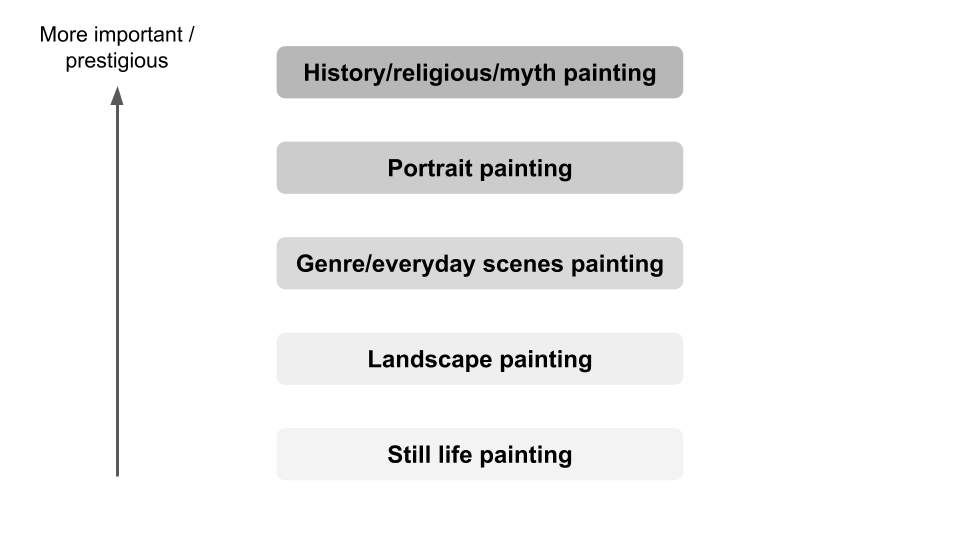 More important /
prestigious
History/religious/myth painting
Portrait painting
Genre/everyday scenes painting
Landscape painting
Still life painting